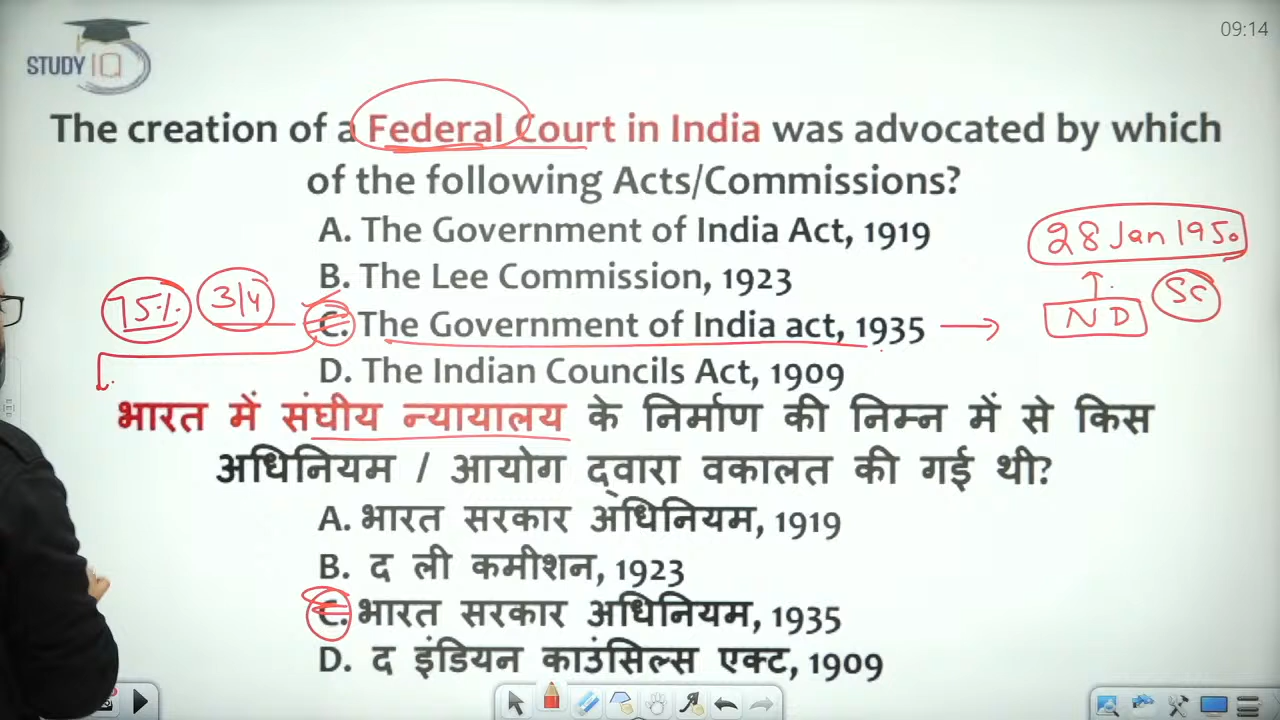 09:14
STUDY IQ
The creation of a Federal Court in India was advocated by which
of the following Acts/Commissions?
A. The Government of India Act, 1919
28 Jan 1950
B. The Lee Commission, 1923
75% 3/4
SC
C. The Government of India act, 1935
ND
D. The Indian Councils Act, 1909
भारत में संघीय न्यायालय के निर्माण की निम्न में से किस
अधिनियम / आयोग द्वारा वकालत की गई थी?
A. भारत सरकार अधिनियम, 1919
B. द ली कमीशन, 1923
C. भारत सरकार अधिनियम, 1935
D. द इंडियन काउंसिल्स एक्ट, 1909